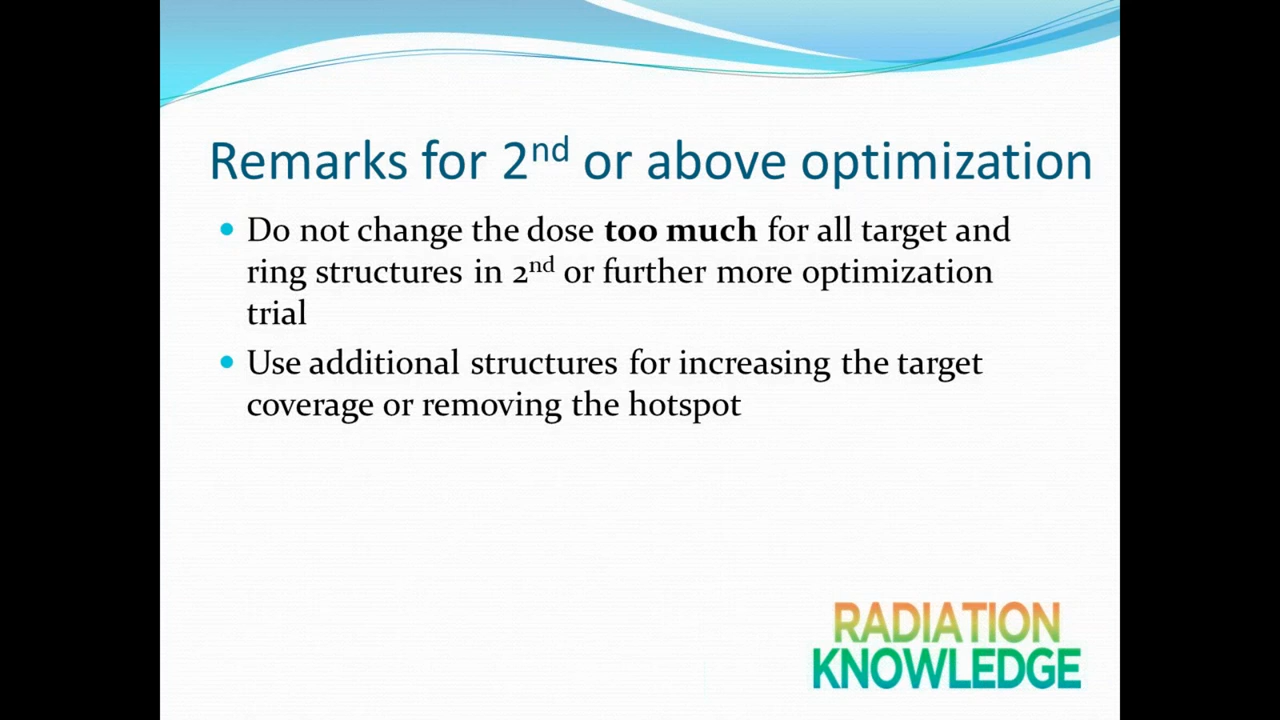 Remarks for 2nd or above optimization
• Do not change the dose too much for all target and
ring structures in 2nd or further more optimization
trial
• Use additional structures for increasing the target
coverage or removing the hotspot
RADIATION
KNOWLEDGE